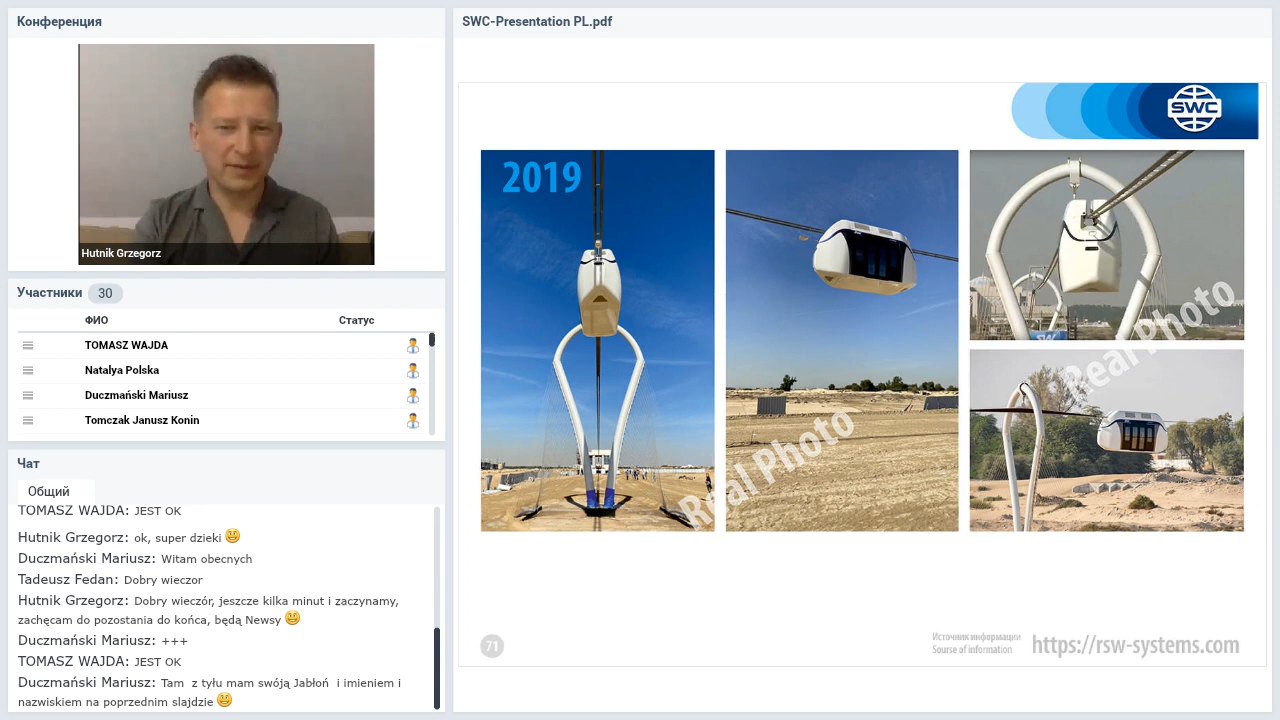 Конференция
Hutnik Grzegorz
Участники 30
ФИО Статус
TOMASZ WAJDA
Natalya Polska
Duczmański Mariusz
Tomczak Janusz Konin
Чат
Общий
TOMASZ WAJDA: JEST OK
Hutnik Grzegorz: ok, super dzieki
Duczmański Mariusz: Witam obecnych
Tadeusz Fedan: Dobry wieczor
Hutnik Grzegorz: Dobry wieczór, jeszcze kilka minut i zaczynamy,
zachęcam do pozostania do końca, będą Newsy
Duczmański Mariusz: +++
TOMASZ WAJDA: JEST OK
Duczmański Mariusz: Tam z tyłu mam swóją Jabłoń i imieniem i
nazwiskiem na poprzednim slajdzie
SWC-Presentation PL.pdf
SWC
2019
Real Photo
Real Photo
71
Источник информации
Sourse of information
https://rsw-systems.com